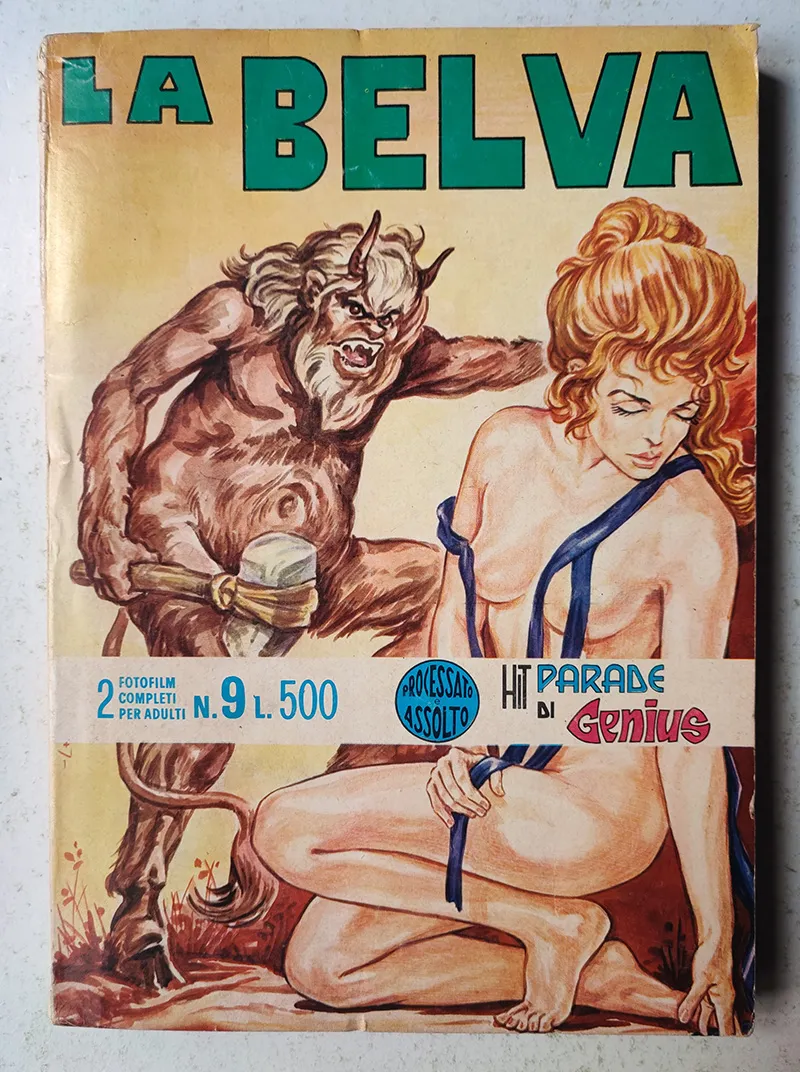 LA BELVA
2 FOTOFILM
COMPLETI
PER ADULTI
N.9 L. 500
PROCESSATO
e
ASSOLTO
HIT PARADE
DI Genius